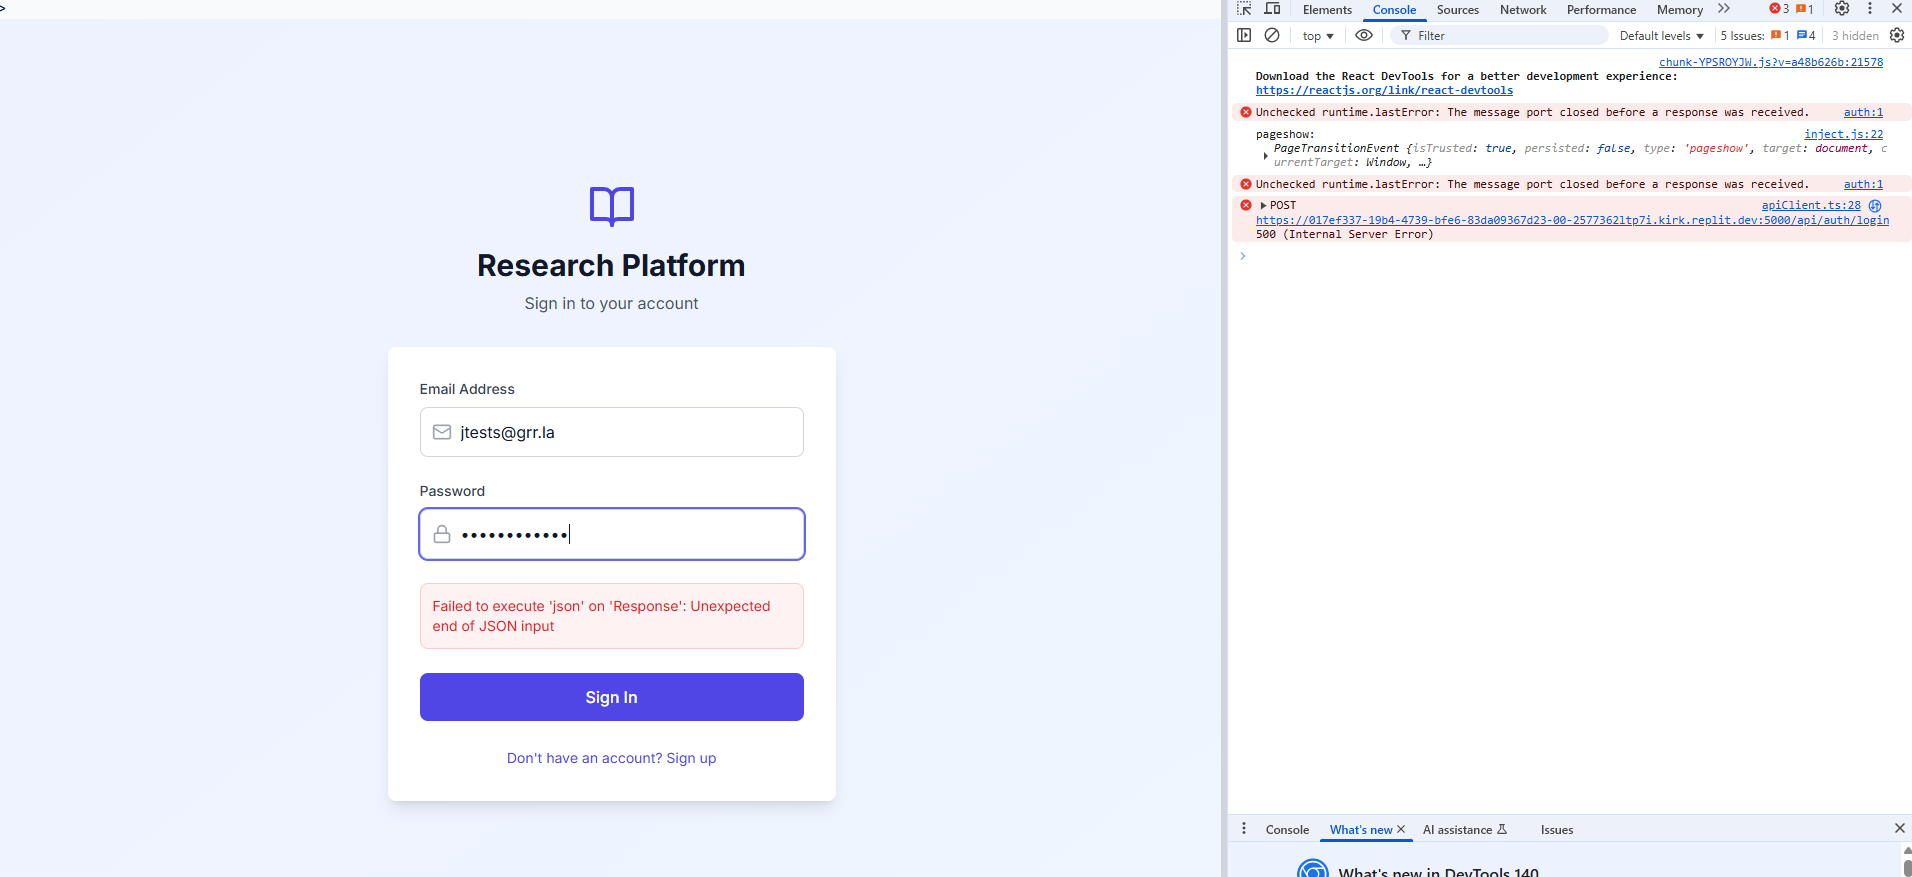 >
Research Platform
Sign in to your account
Email Address
jtests@grr.la
Password
••••••••••••
Failed to execute 'json' on 'Response': Unexpected
end of JSON input
Sign In
Don't have an account? Sign up
Elements Console Sources Network Performance Memory 3 1
top Filter Default levels 5 Issues: 1 4 3 hidden
chunk-YPSROYJW.js?v=a48b626b:21578
Download the React DevTools for a better development experience:
https://reactjs.org/link/react-devtools
Unchecked runtime.lastError: The message port closed before a response was received. auth:1
pageshow: inject.js:22
PageTransitionEvent {isTrusted: true, persisted: false, type: 'pageshow', target: document, c
urrentTarget: Window, …}
Unchecked runtime.lastError: The message port closed before a response was received. auth:1
POST apiClient.ts:28
https://017ef337-19b4-4739-bfe6-83da09367d23-00-2577362ltp7i.kirk.replit.dev:5000/api/auth/login
500 (Internal Server Error)
Console What's new AI assistance Issues
What's new in DevTools 140